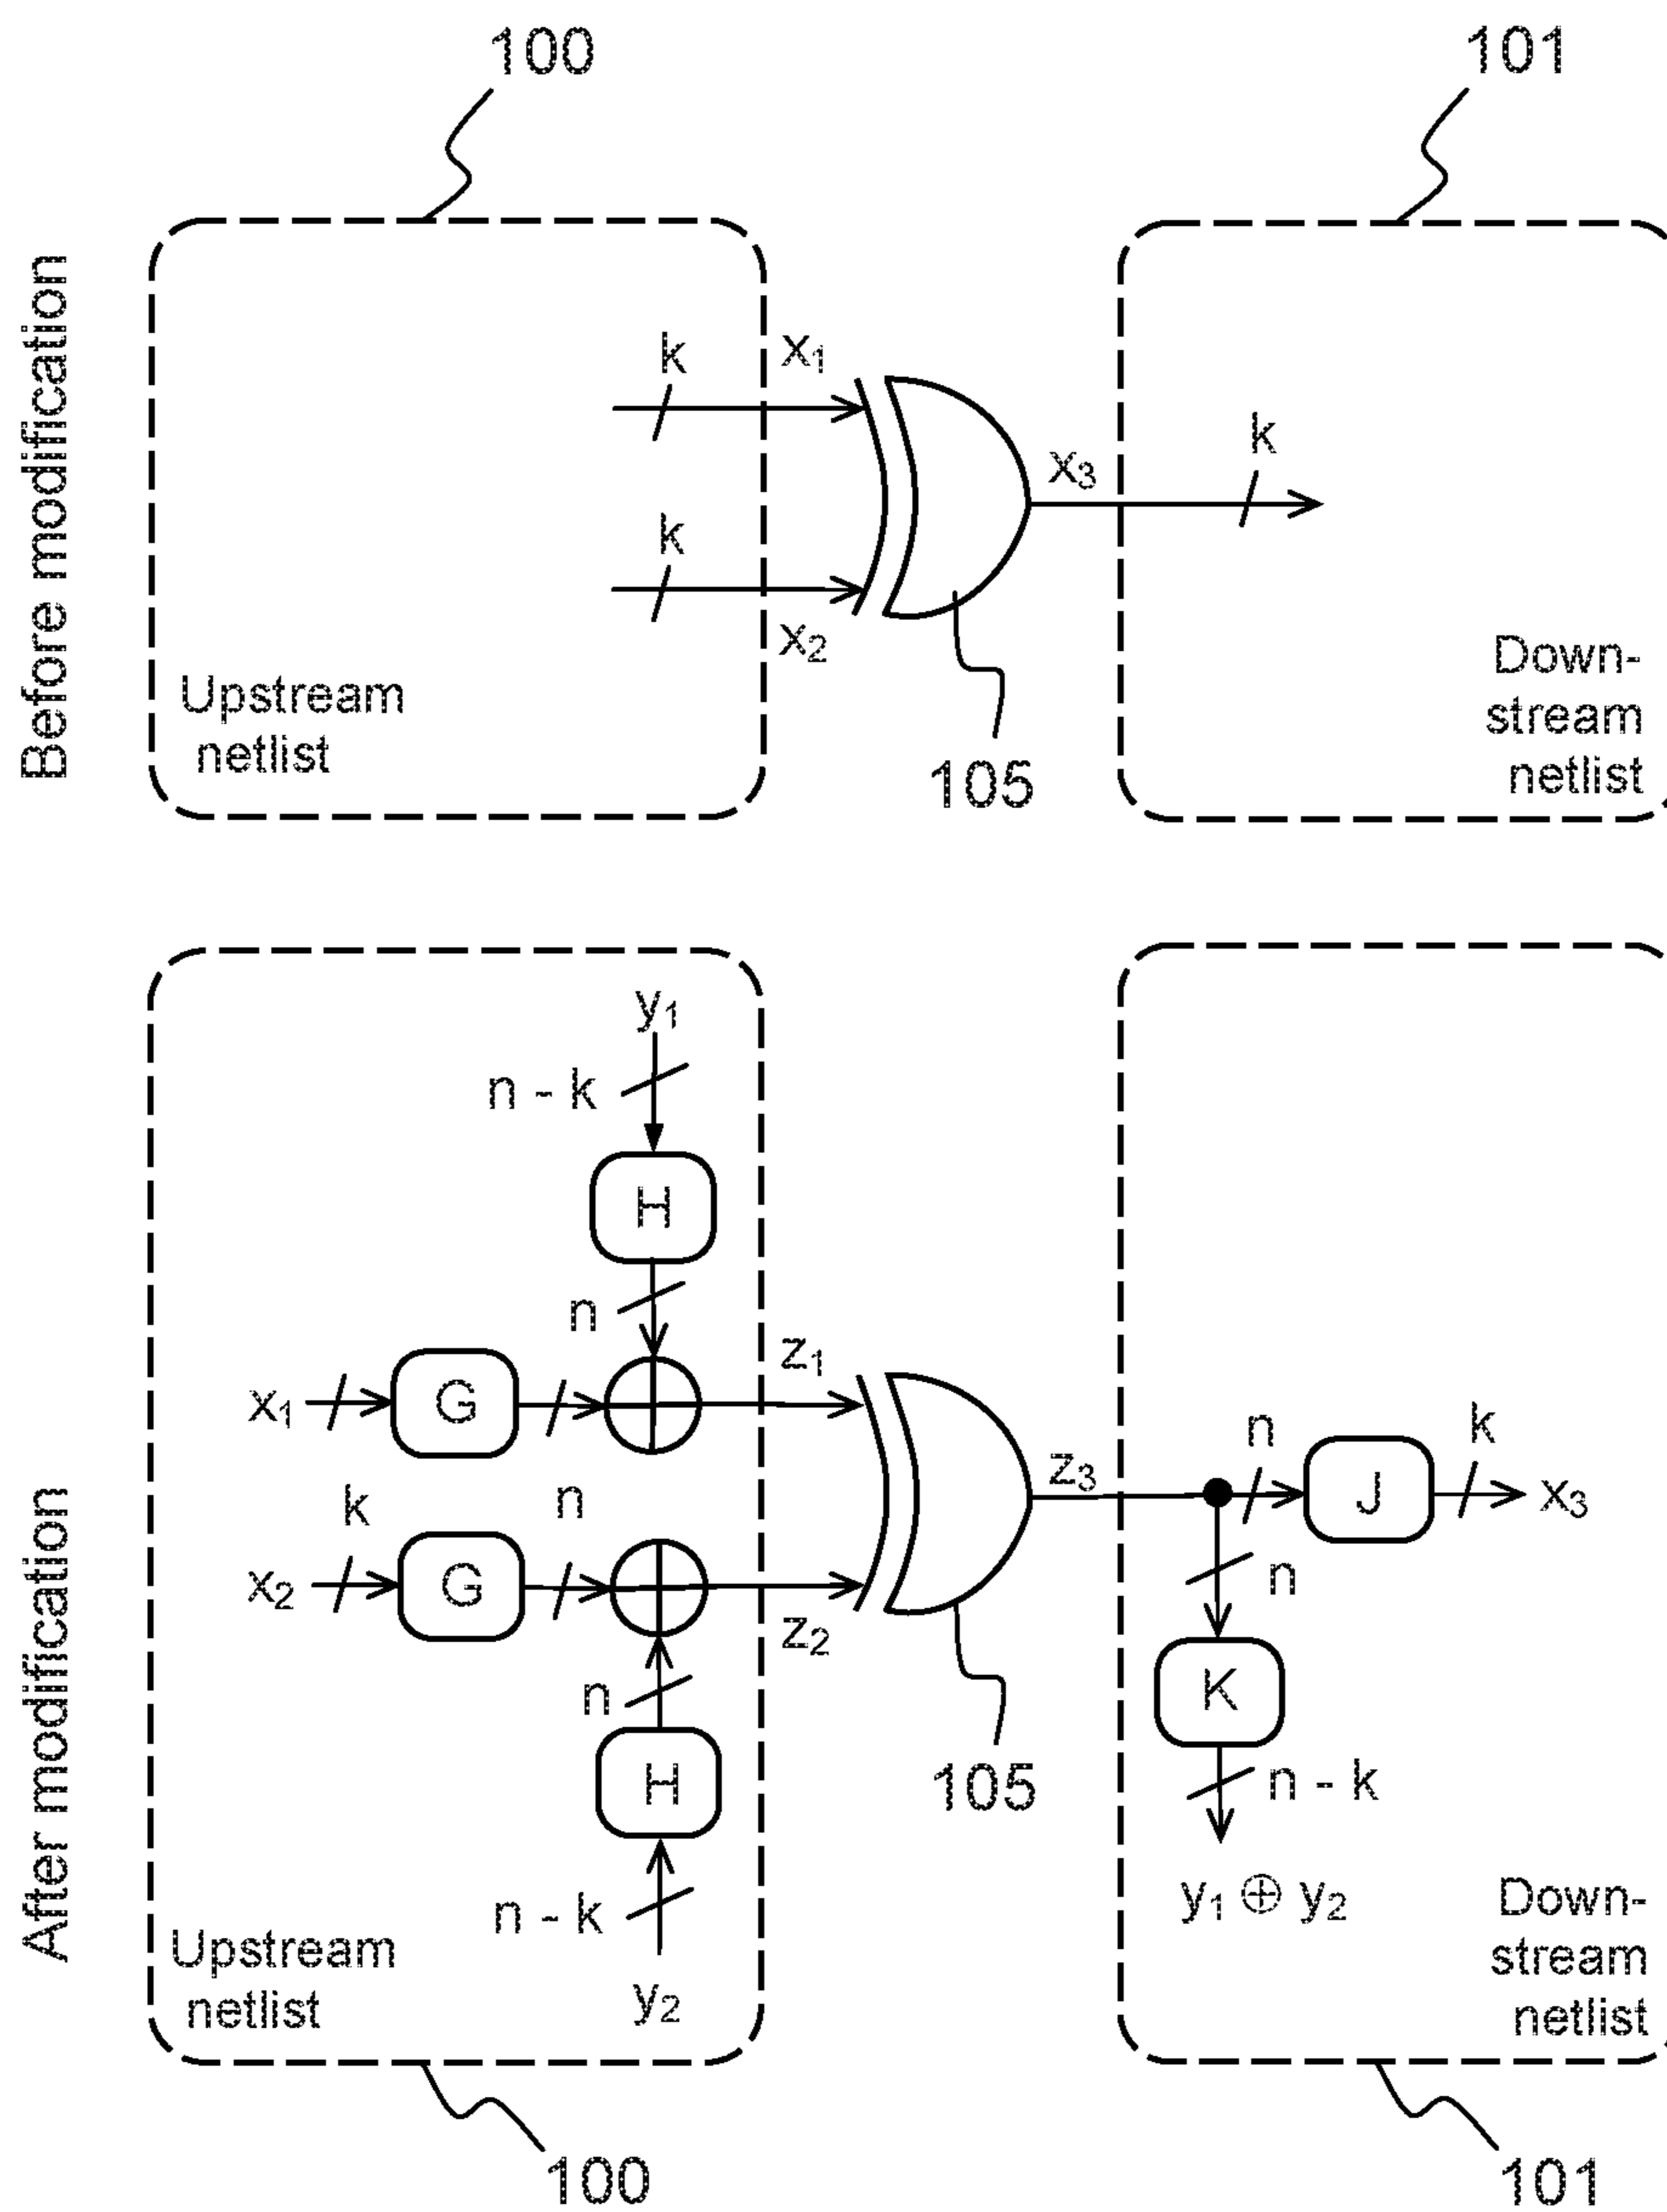 100
101
Before modification
k
x₁
k
x₃
k
x₂
Upstream
netlist
105
Down-
stream
netlist
After modification
y₁
n - k
H
n
z₁
x₁
G
n
k
z₃
J
x₃
k
n
x₂
G
n
z₂
n
K
H
105
n - k
n - k
y₁ ⊕ y₂
Upstream
netlist
y₂
Down-
stream
netlist
100
101